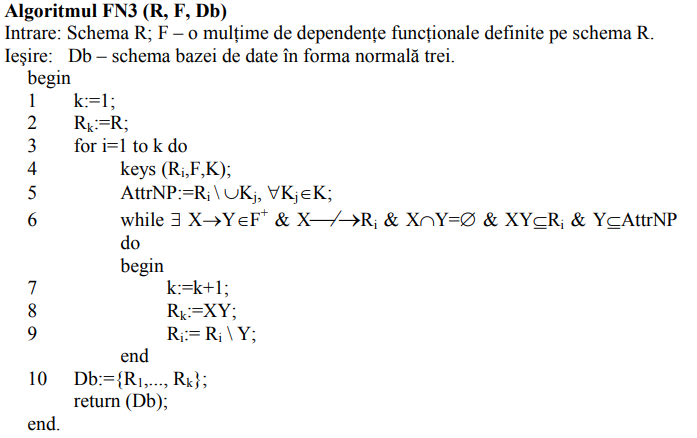 Algoritmul FN3 (R, F, Db)
Intrare: Schema R; F – o mulțime de dependențe funcționale definite pe schema R.
Ieşire: Db – schema bazei de date în forma normală trei.
begin
1 k:=1;
2 Rk:=R;
3 for i=1 to k do
4 keys (Ri,F,K);
5 AttrNP:=Ri \ ∪Kj, ∀Kj∈K;
6 while ∃ X→Y∈F+ & X—/→Ri & X∩Y=∅ & XY⊆Ri & Y⊆AttrNP
do
begin
7 k:=k+1;
8 Rk:=XY;
9 Ri:= Ri \ Y;
end
10 Db:={R1,..., Rk};
return (Db);
end.